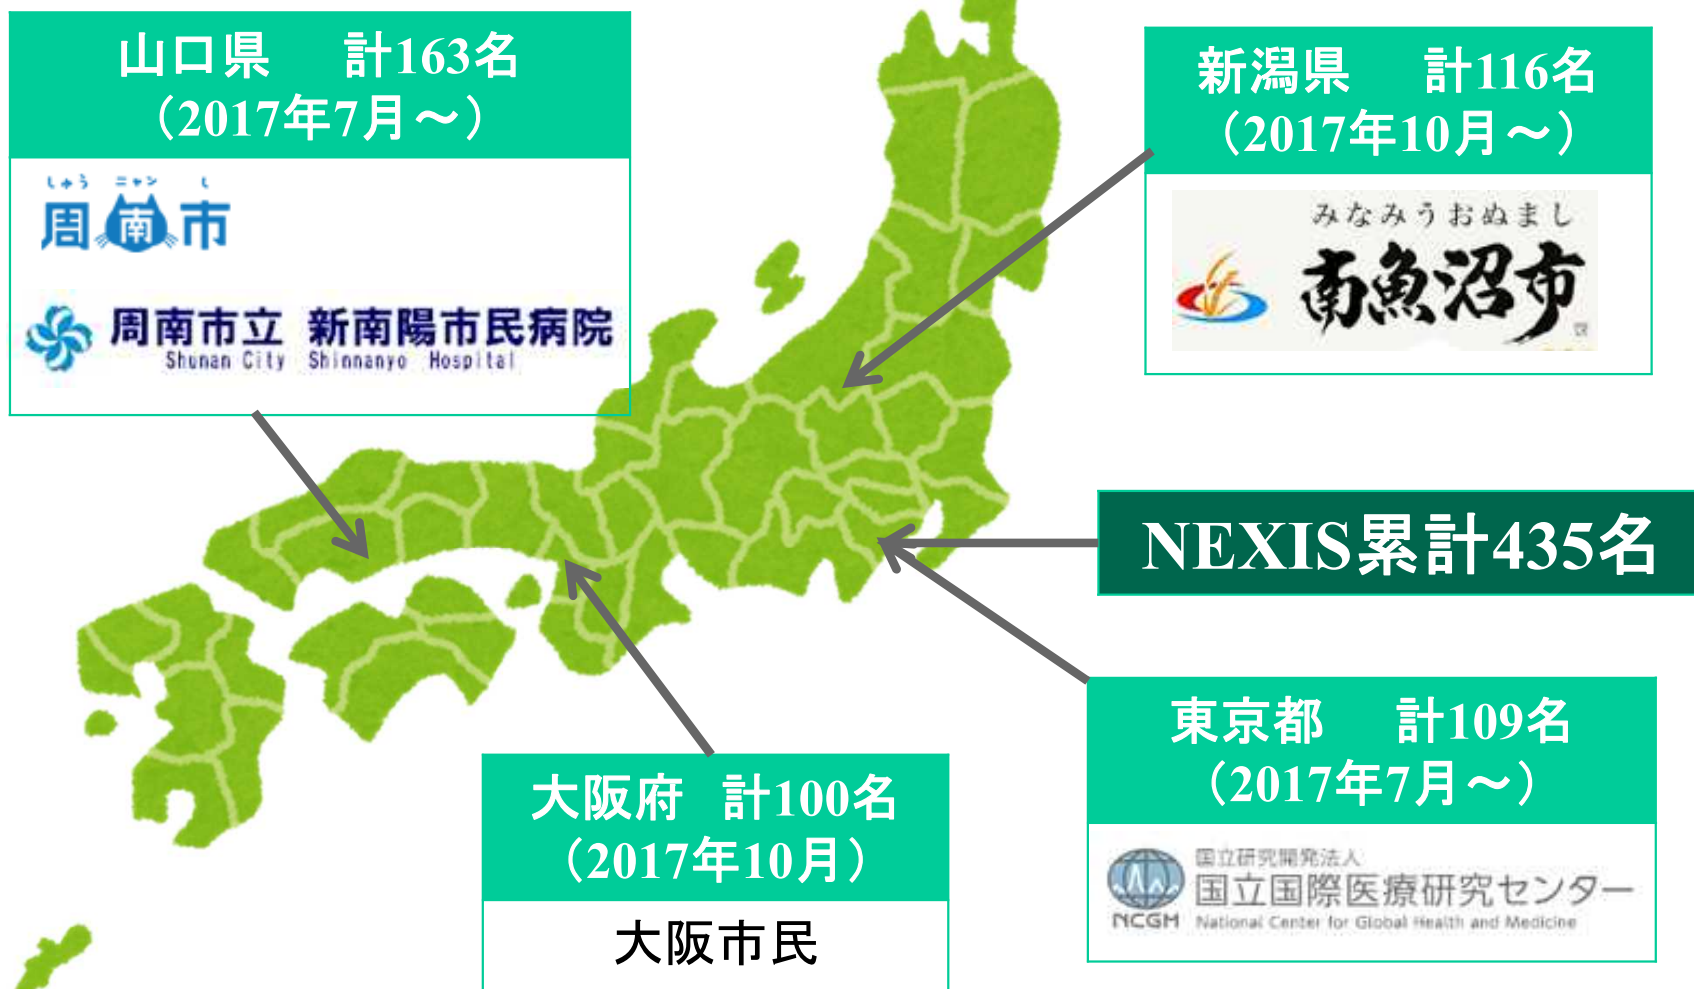 山口県 計163名
（2017年7月～）
しゅう ニャン し
周南市
周南市立 新南陽市民病院
Shunan City Shinnanyo Hospital
新潟県 計116名
（2017年10月～）
みなみうおぬまし
南魚沼市
NEXIS累計435名
大阪府 計100名
（2017年10月）
大阪市民
東京都 計109名
（2017年7月～）
国立研究開発法人
国立国際医療研究センター
NCGM National Center for Global Health and Medicine